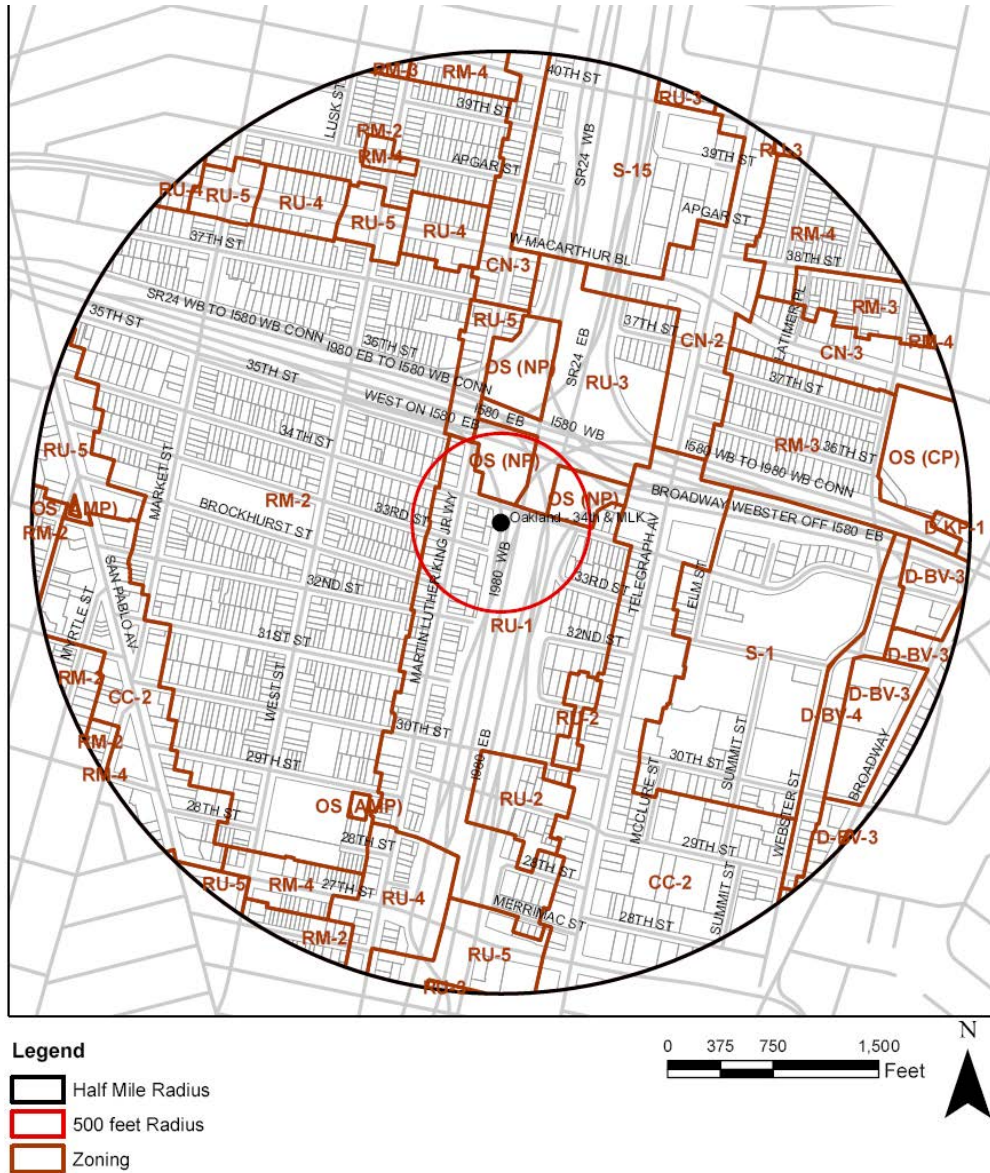 RM-3
RM-4
40TH ST
SR24 WB
RU-3
LUSK ST
39TH ST
RM-2
RM-4
APGAR ST
S-15
39TH ST
RU-3
RU-4
RU-5
RU-4
RU-5
RU-4
APGAR ST
RM-4
38TH ST
W MACARTHUR BL
37TH ST
CN-3
LATIMER PL
RM-3
RM-4
SR24 WB TO I580 WB CONN
RU-5
37TH ST
CN-2
CN-3
35TH ST
36TH ST
I980 EB TO I580 WB CONN
OS (NP)
SR24 EB
RU-3
37TH ST
35TH ST
WEST ON I580 EB
I580 EB
I580 WB
RM-3
36TH ST
OS (CP)
RU-5
MARKET ST
34TH ST
OS (NP)
I580 WB TO I980 WB CONN
OS (AMP)
RM-2
RM-2
BROCKHURST ST
33RD ST
OS (NP)
Oakland - 34th & MLK
BROADWAY WEBSTER OFF I580 EB
D-KP-1
SAN PABLO AV
MARTIN LUTHER KING JR WY
I980 WB
33RD ST
TELEGRAPH AV
ELM ST
D-BV-3
MYRTLE ST
32ND ST
RU-1
32ND ST
31ST ST
S-1
D-BV-3
RM-2
CC-2
WEST ST
RU-2
D-BV-3
D-BV-4
RM-2
RM-4
30TH ST
29TH ST
I980 EB
30TH ST
SUMMIT ST
BROADWAY
MCCLURE ST
28TH ST
OS (AMP)
28TH ST
RU-2
29TH ST
WEBSTER ST
D-BV-3
RU-5
RM-4
27TH ST
RU-4
28TH ST
CC-2
SUMMIT ST
RM-2
MERRIMAC ST
28TH ST
RU-5
RU-3
Legend
Half Mile Radius
500 feet Radius
Zoning
0 375 750 1,500
Feet
N